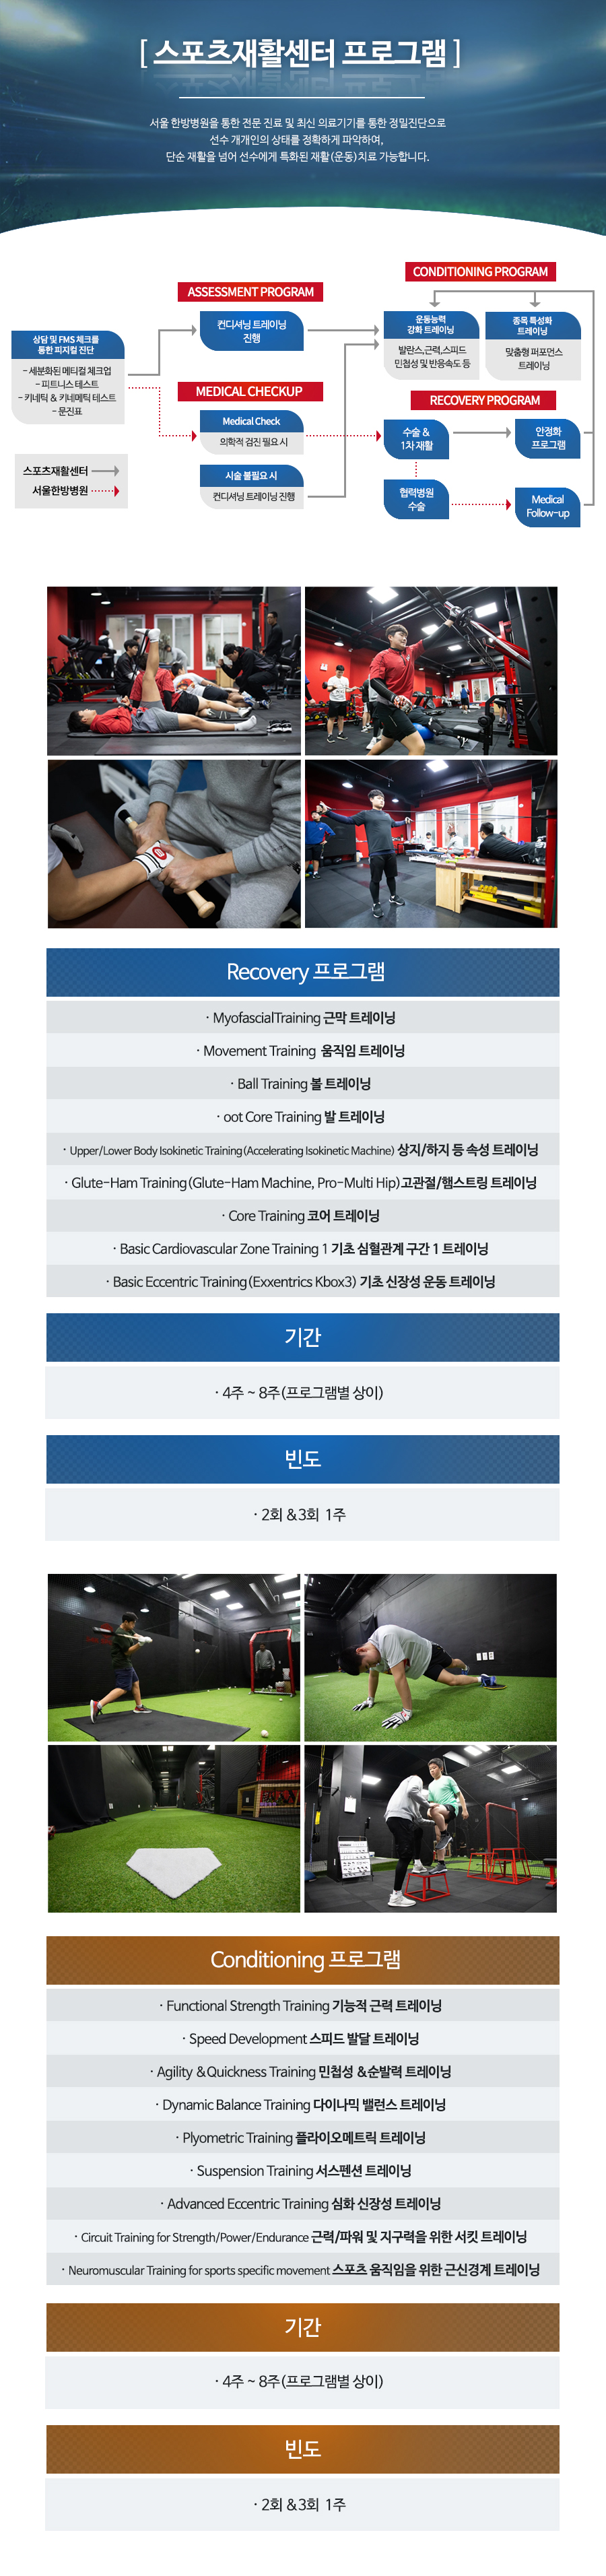 [ 스포츠재활센터 프로그램 ]
서울 한방병원을 통한 전문 진료 및 최신 의료기기를 통한 정밀진단으로
선수 개개인의 상태를 정확하게 파악하여,
단순 재활을 넘어 선수에게 특화된 재활(운동)치료 가능합니다.
CONDITIONING PROGRAM
ASSESSMENT PROGRAM
컨디셔닝 트레이닝
진행
운동능력
강화 트레이닝
발란스,근력,스피드
민첩성 및 반응속도 등
종목 특성화
트레이닝
맞춤형 퍼포먼스
트레이닝
상담 및 FMS 체크를
통한 피지컬 진단
- 세분화된 메티컬 체크업
- 피트니스 테스트
- 키네틱 & 키네메틱 테스트
- 문진표
MEDICAL CHECKUP
Medical Check
의학적 검진 필요 시
시술 불필요 시
컨디셔닝 트레이닝 진행
RECOVERY PROGRAM
수술 &
1차 재활
안정화
프로그램
협력병원
수술
Medical
Follow-up
스포츠재활센터
서울한방병원
Recovery 프로그램
· MyofascialTraining 근막 트레이닝
· Movement Training 움직임 트레이닝
· Ball Training 볼 트레이닝
· oot Core Training 발 트레이닝
· Upper/Lower Body Isokinetic Training(Accelerating Isokinetic Machine) 상지/하지 등 속성 트레이닝
· Glute-Ham Training(Glute-Ham Machine, Pro-Multi Hip)고관절/햄스트링 트레이닝
· Core Training 코어 트레이닝
· Basic Cardiovascular Zone Training 1 기초 심혈관계 구간 1 트레이닝
· Basic Eccentric Training(Exxentrics Kbox3) 기초 신장성 운동 트레이닝
기간
· 4주 ~ 8주(프로그램별 상이)
빈도
· 2회 &3회 1주
Conditioning 프로그램
· Functional Strength Training 기능적 근력 트레이닝
· Speed Development 스피드 발달 트레이닝
· Agility &Quickness Training 민첩성 &순발력 트레이닝
· Dynamic Balance Training 다이나믹 밸런스 트레이닝
· Plyometric Training 플라이오메트릭 트레이닝
· Suspension Training 서스펜션 트레이닝
· Advanced Eccentric Training 심화 신장성 트레이닝
· Circuit Training for Strength/Power/Endurance 근력/파워 및 지구력을 위한 서킷 트레이닝
· Neuromuscular Training for sports specific movement 스포츠 움직임을 위한 근신경계 트레이닝
기간
· 4주 ~ 8주(프로그램별 상이)
빈도
· 2회 &3회 1주